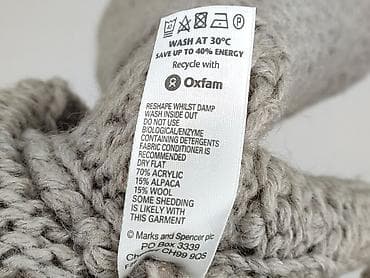 WASH AT 30°C
SAVE UP TO 40% ENERGY
Recycle with
Oxfam
RESHAPE WHILST DAMP
WASH INSIDE OUT
DO NOT USE
BIOLOGICAL/ENZYME
CONTAINING DETERGENTS
FABRIC CONDITIONER IS
RECOMMENDED
DRY FLAT
70% ACRYLIC
15% ALPACA
15% WOOL
SOME SHEDDING
IS LIKELY WITH
THIS GARMENT
© Marks and Spencer plc
PO Box 3339
CH99 9QS